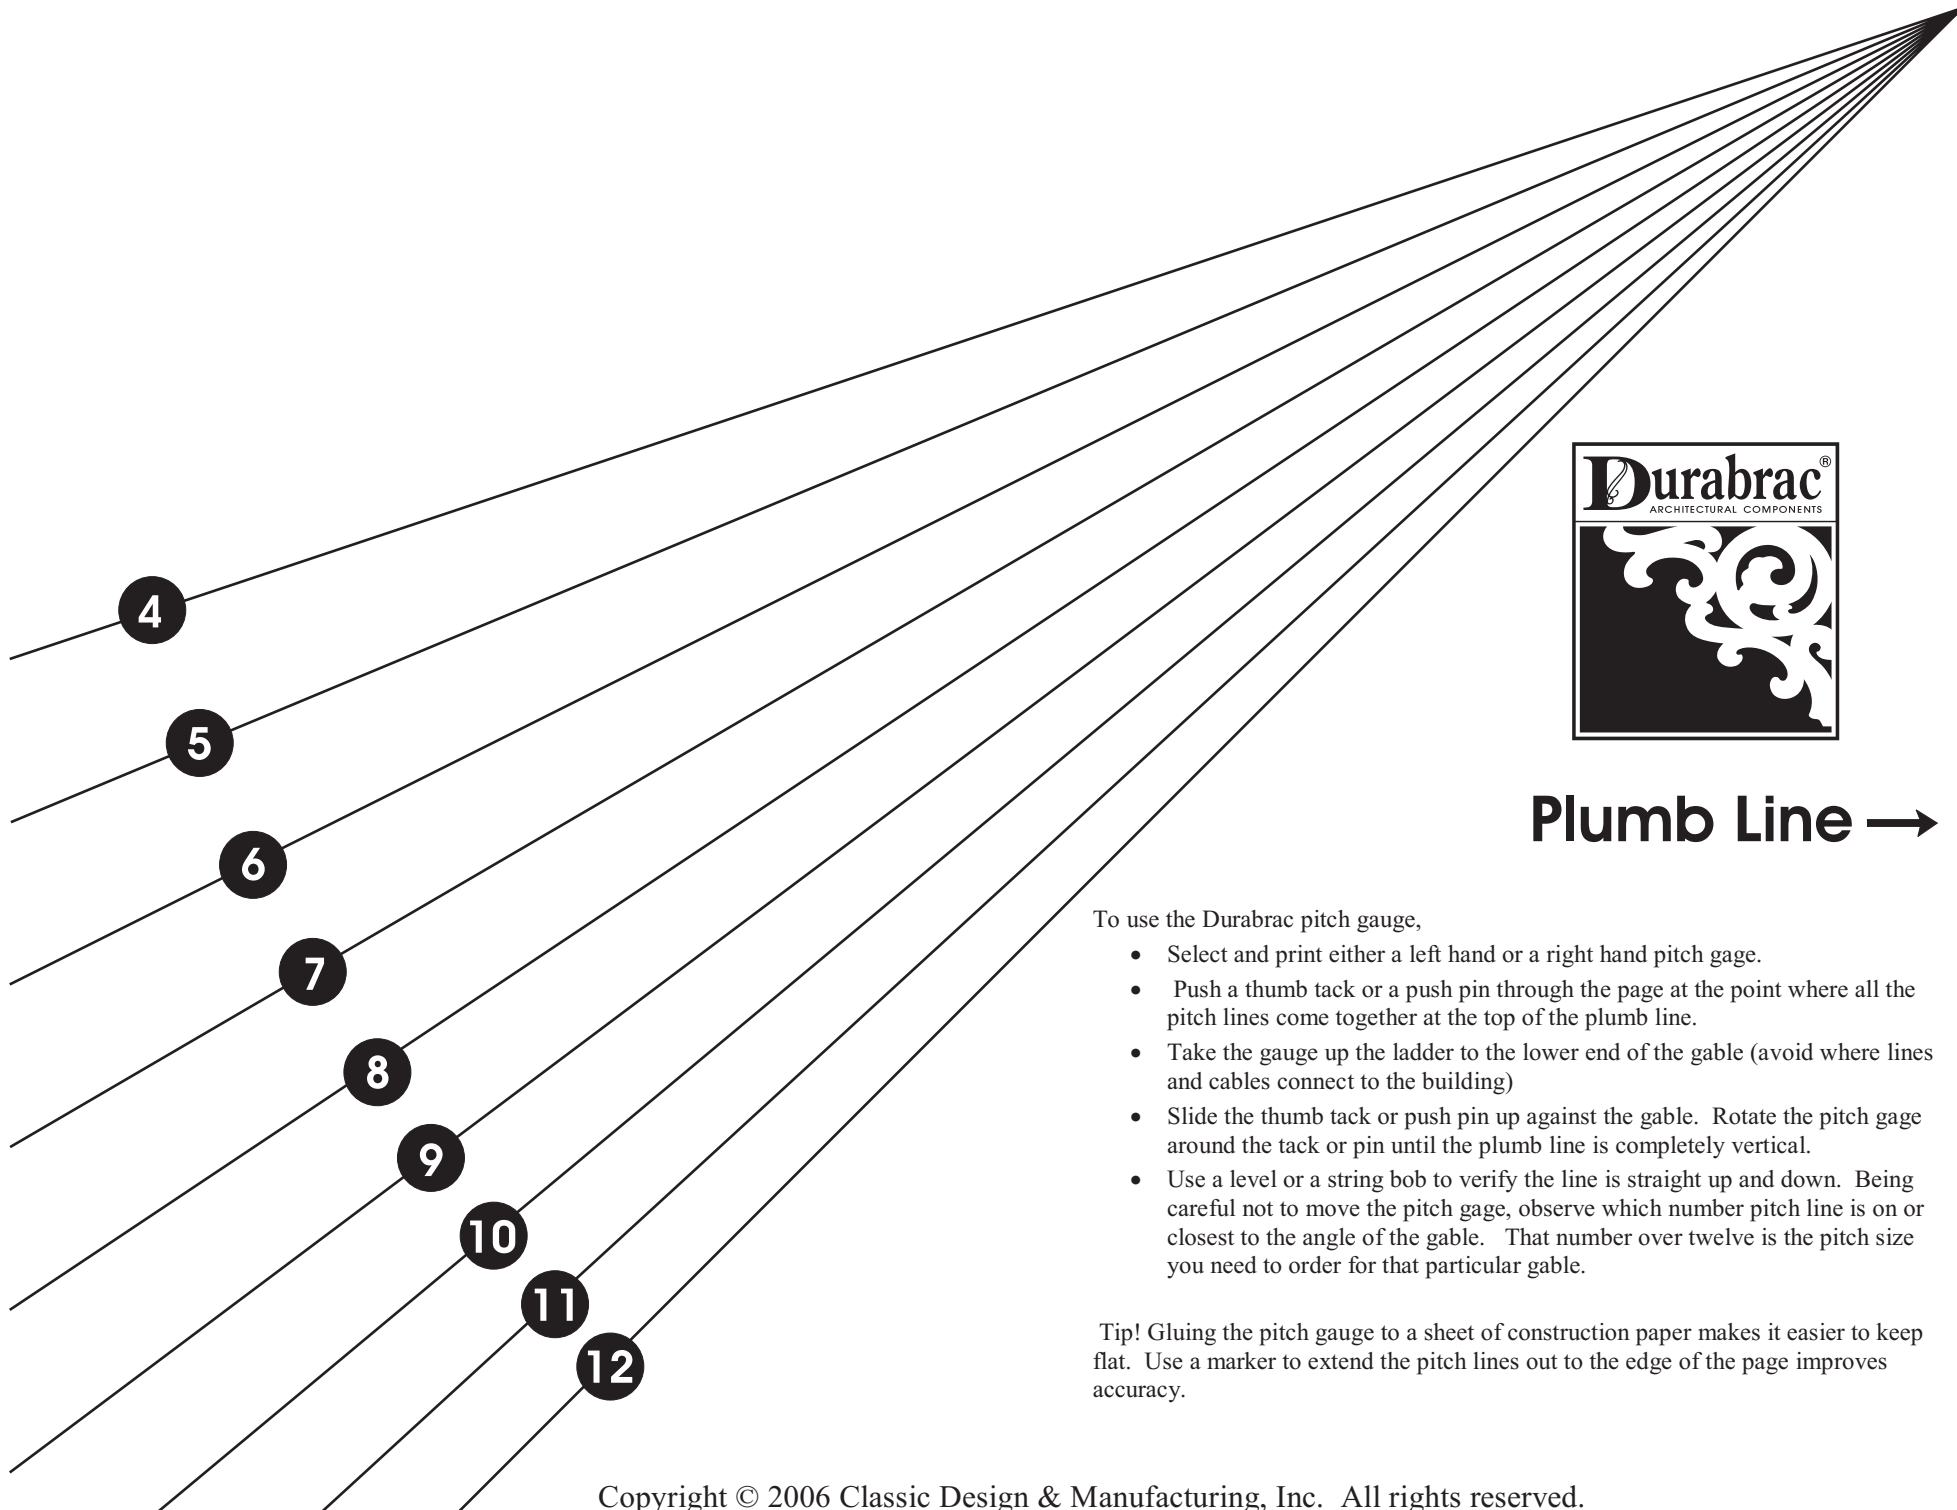 4
Durabrac®
ARCHITECTURAL COMPONENTS
5
Plumb Line
6
To use the Durabrac pitch gauge,
• Select and print either a left hand or a right hand pitch gage.
7
• Push a thumb tack or a push pin through the page at the point where all the
pitch lines come together at the top of the plumb line.
8
• Take the gauge up the ladder to the lower end of the gable (avoid where lines
and cables connect to the building)
9
• Slide the thumb tack or push pin up against the gable.  Rotate the pitch gage
around the tack or pin until the plumb line is completely vertical.
10
• Use a level or a string bob to verify the line is straight up and down.  Being
careful not to move the pitch gage, observe which number pitch line is on or
closest to the angle of the gable.   That number over twelve is the pitch size
you need to order for that particular gable.
11
12
Tip! Gluing the pitch gauge to a sheet of construction paper makes it easier to keep
flat.  Use a marker to extend the pitch lines out to the edge of the page improves
accuracy.
Copyright © 2006 Classic Design & Manufacturing, Inc.  All rights reserved.